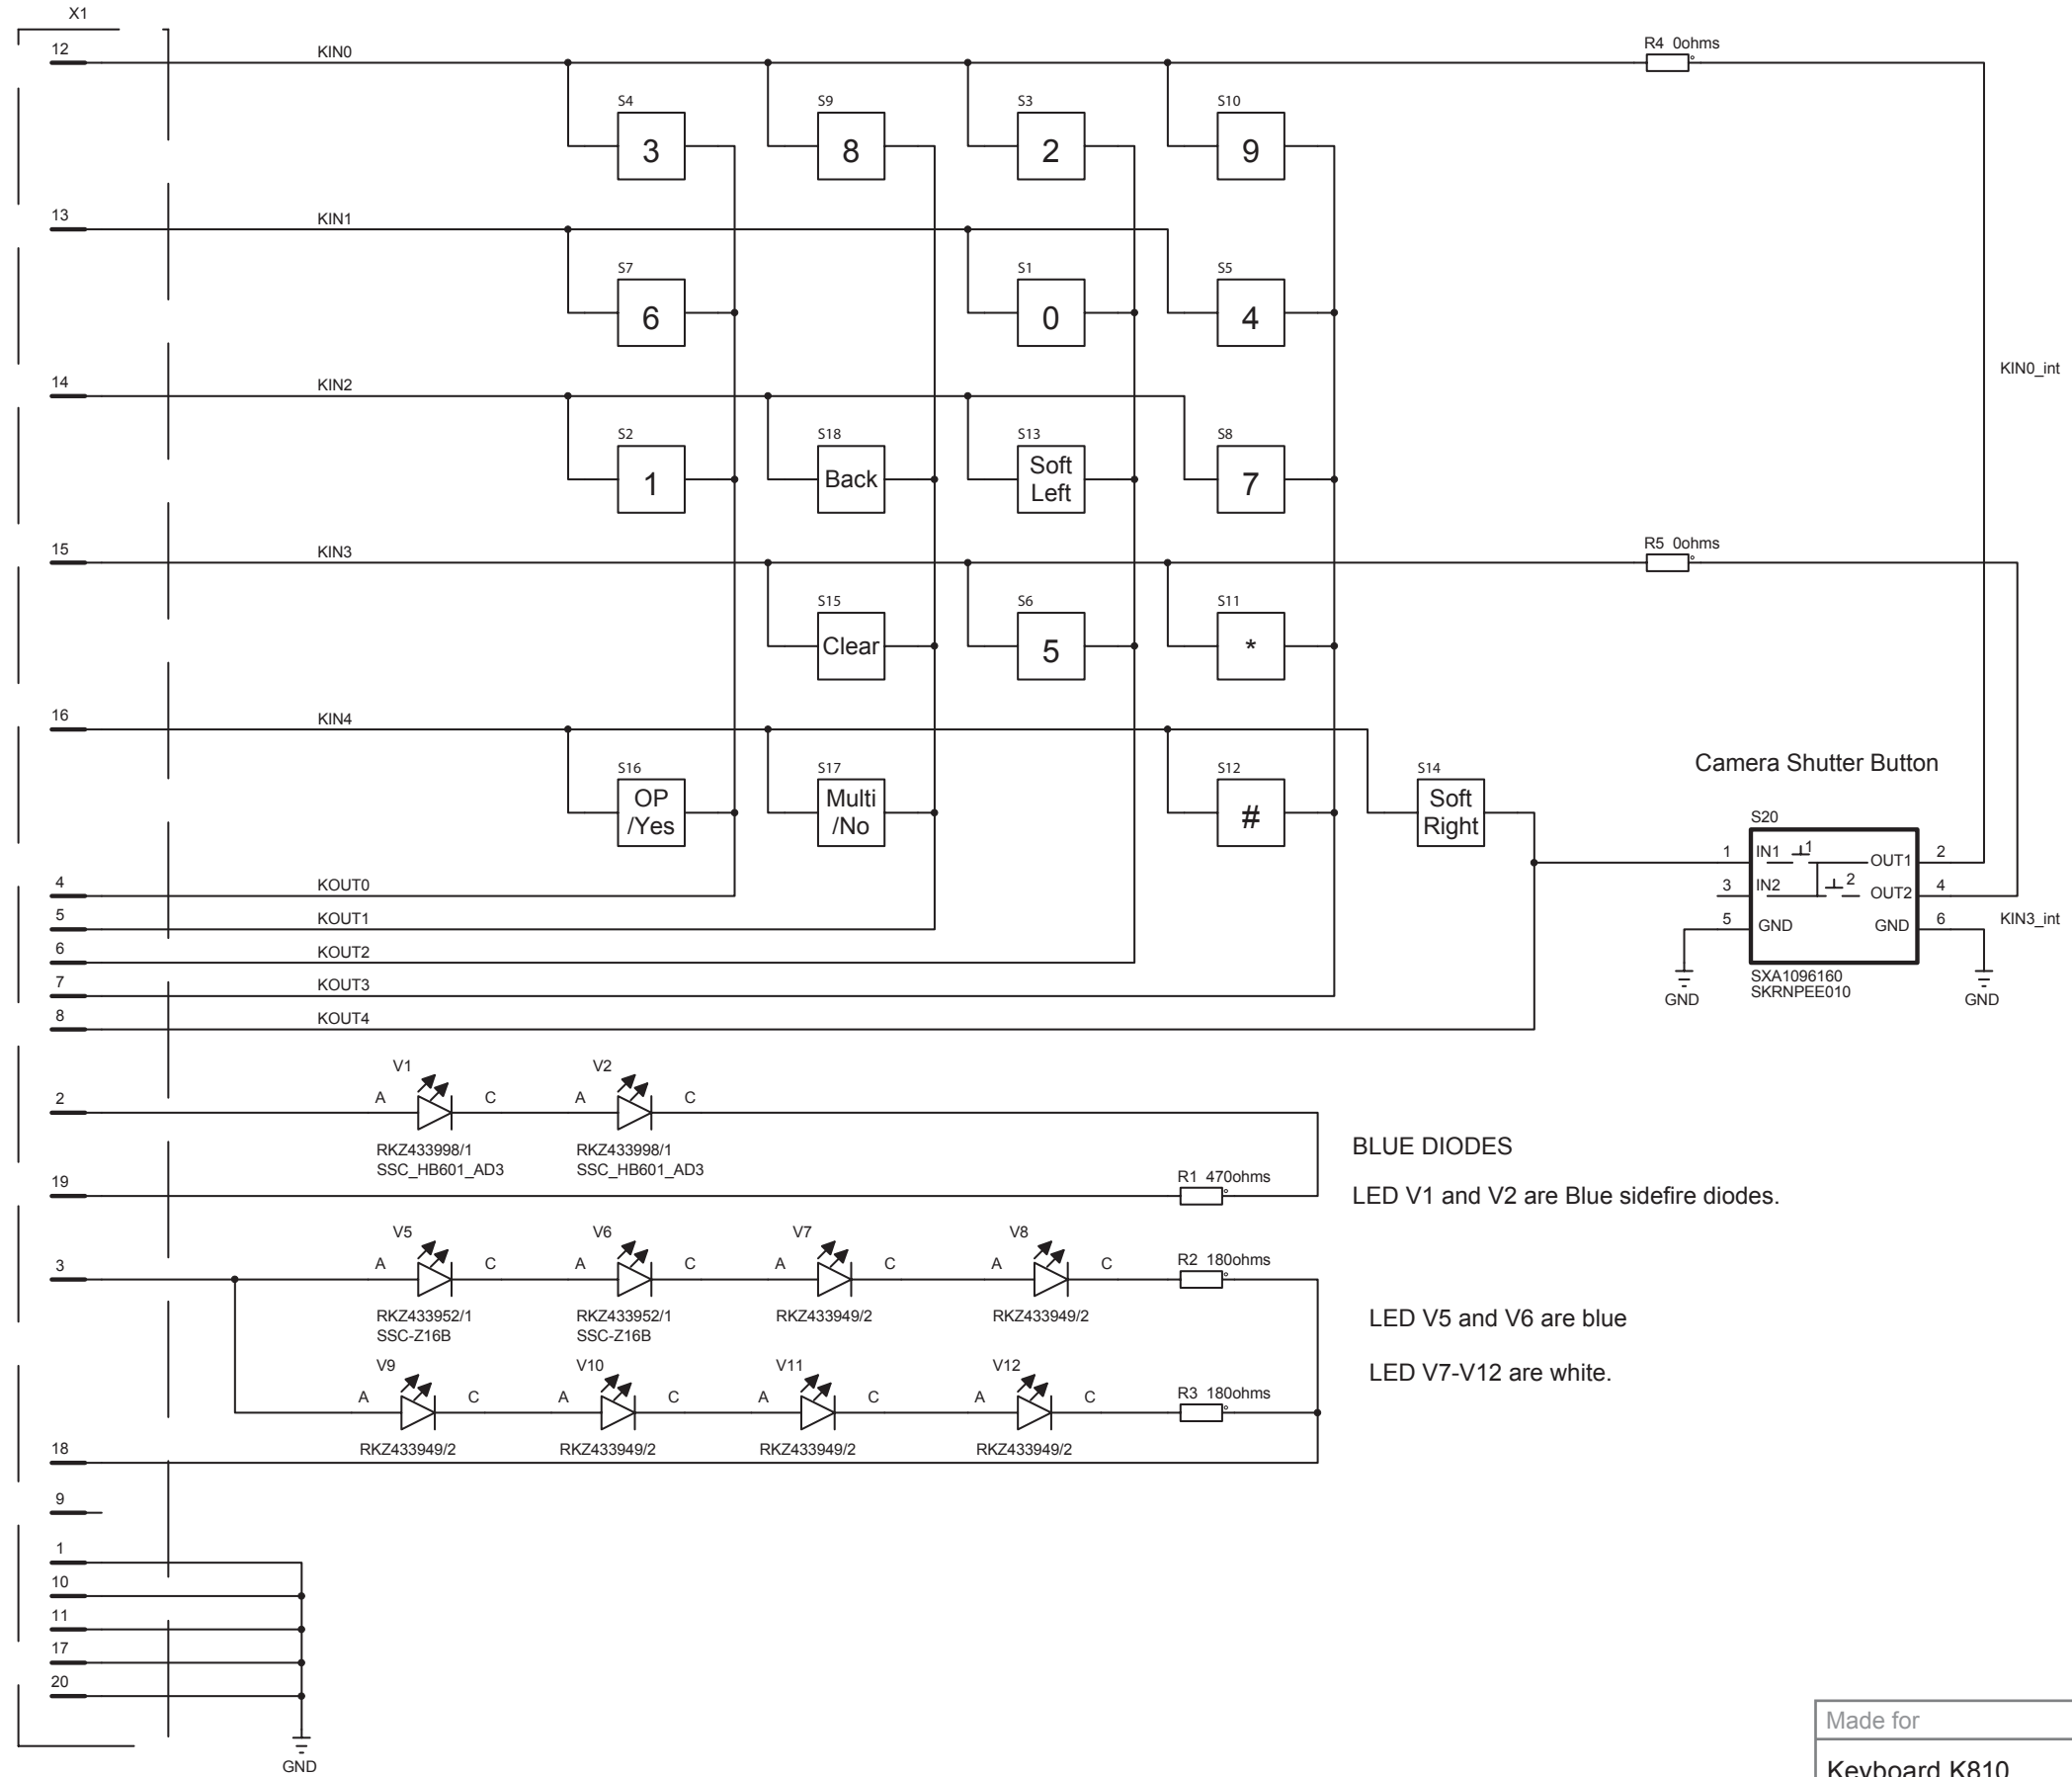 X1
12
KIN0
R4 0ohms
S4
S9
S3
S10
3
8
2
9
13
KIN1
S7
S1
S5
6
0
4
14
KIN2
KIN0_int
S2
S18
S13
S8
1
Back
Soft
Left
7
15
KIN3
R5 0ohms
S15
S6
S11
Clear
5
*
16
KIN4
Camera Shutter Button
S16
S17
S12
S14
OP
/Yes
Multi
/No
#
Soft
Right
S20
1
IN1
1
OUT1
2
3
IN2
2
OUT2
4
5
GND
GND
6
KIN3_int
SXA1096160
SKRNPEE010
GND
GND
4
KOUT0
5
KOUT1
6
KOUT2
7
KOUT3
8
KOUT4
V1
V2
2
A
C
A
C
RKZ433998/1
SSC_HB601_AD3
RKZ433998/1
SSC_HB601_AD3
BLUE DIODES
19
R1 470ohms
LED V1 and V2 are Blue sidefire diodes.
V5
V6
V7
V8
3
A
C
A
C
A
C
A
C
R2 180ohms
RKZ433952/1
SSC-Z16B
RKZ433952/1
SSC-Z16B
RKZ433949/2
RKZ433949/2
LED V5 and V6 are blue
V9
V10
V11
V12
LED V7-V12 are white.
A
C
A
C
A
C
A
C
R3 180ohms
RKZ433949/2
RKZ433949/2
RKZ433949/2
RKZ433949/2
18
9
1
10
11
17
20
GND
Made for
Keyboard K810